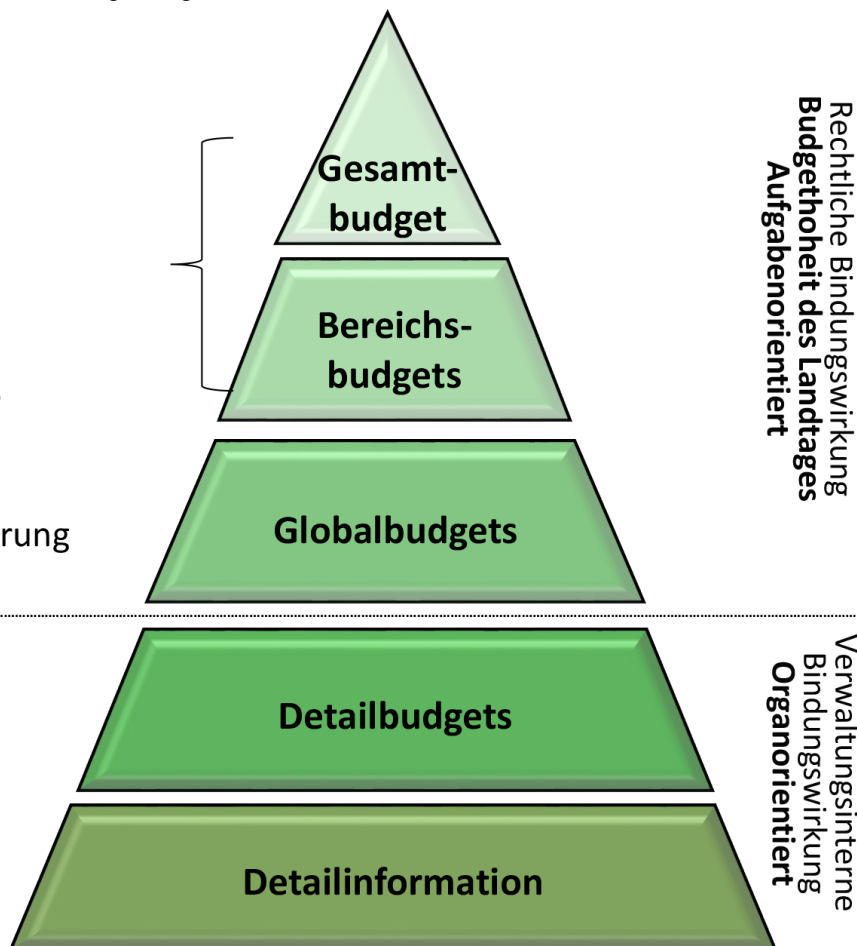 Gesamt-
budget
Bereichs-
budgets
rung
Globalbudgets
Detailbudgets
Detailinformation
Rechtliche Bindungswirkung
Budgethoheit des Landtages
Aufgabenorientiert
Verwaltungsinterne
Bindungswirkung
Organorientiert